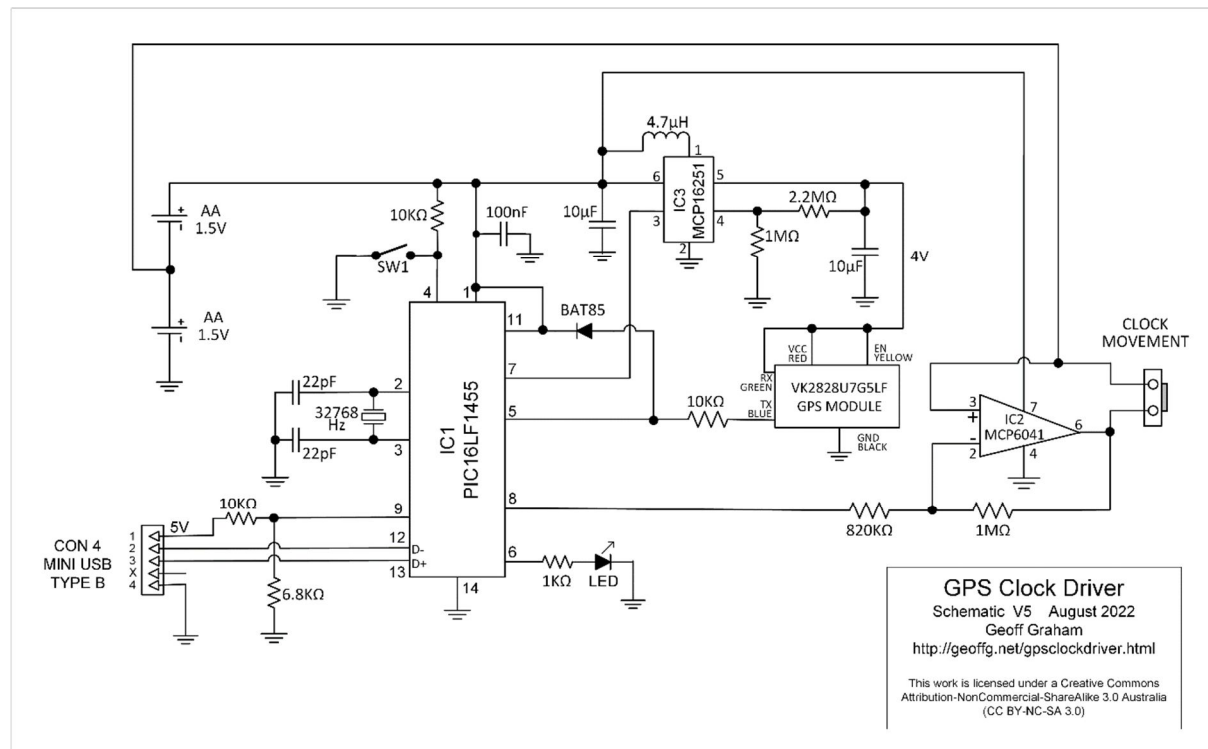 4.7µH
1
6
5
IC3
MCP16251
3
4
2
2.2MΩ
1MΩ
10µF
4V
AA
1.5V
AA
1.5V
10KΩ
SW1
100nF
10µF
4
1
11
BAT85
7
5
10KΩ
VCC
RED
EN
YELLOW
RX
GREEN
TX
BLUE
VK2828U7G5LF
GPS MODULE
GND
BLACK
CLOCK
MOVEMENT
3
+
-
2
7
IC2
MCP6041
6
4
22pF
32768
Hz
22pF
2
3
IC1
PIC16LF1455
8
820KΩ
1MΩ
10KΩ
9
5V
CON 4
MINI USB
TYPE B
1
2
3
X
4
12
D-
D+
13
14
6
1KΩ
LED
6.8KΩ
GPS Clock Driver
Schematic V5 August 2022
Geoff Graham
http://geoffg.net/gpsclockdriver.html
This work is licensed under a Creative Commons
Attribution-NonCommercial-ShareAlike 3.0 Australia
(CC BY-NC-SA 3.0)